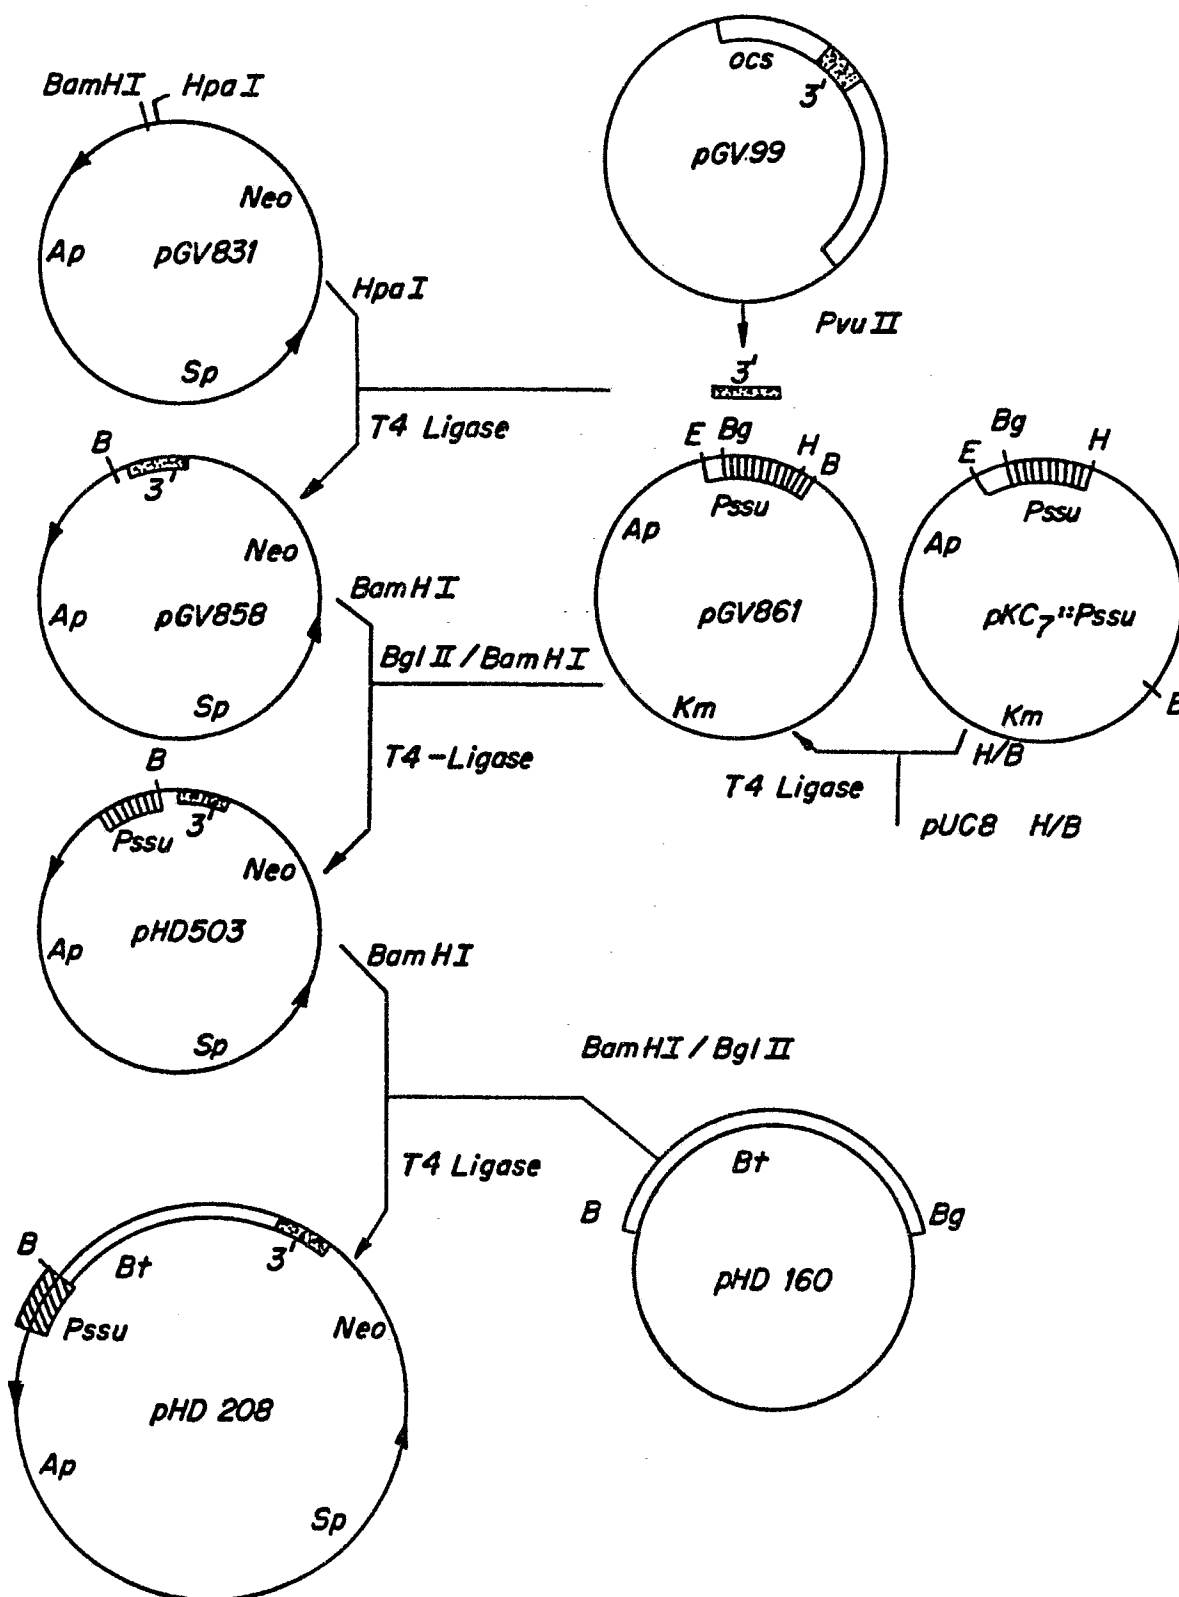 BamHI HpaI
Neo
Ap pGV831
Sp
ocs
3'
pGV99
HpaI
PvuII
3'
T4 Ligase
B
3'
Neo
Ap pGV858
Sp
E Bg H B
Pssu
Ap
pGV861
Km
E Bg H
Pssu
Ap
pKC7::Pssu
Km
B
BamHI
BglII/BamHI
T4-Ligase
H/B
T4 Ligase
pUC8 H/B
B
Pssu 3'
Neo
Ap pHD503
Sp
BamHI
BamHI/BglII
T4 Ligase
Bt
B Bg
pHD 160
B
Bt 3'
Pssu
Neo
pHD 208
Ap
Sp